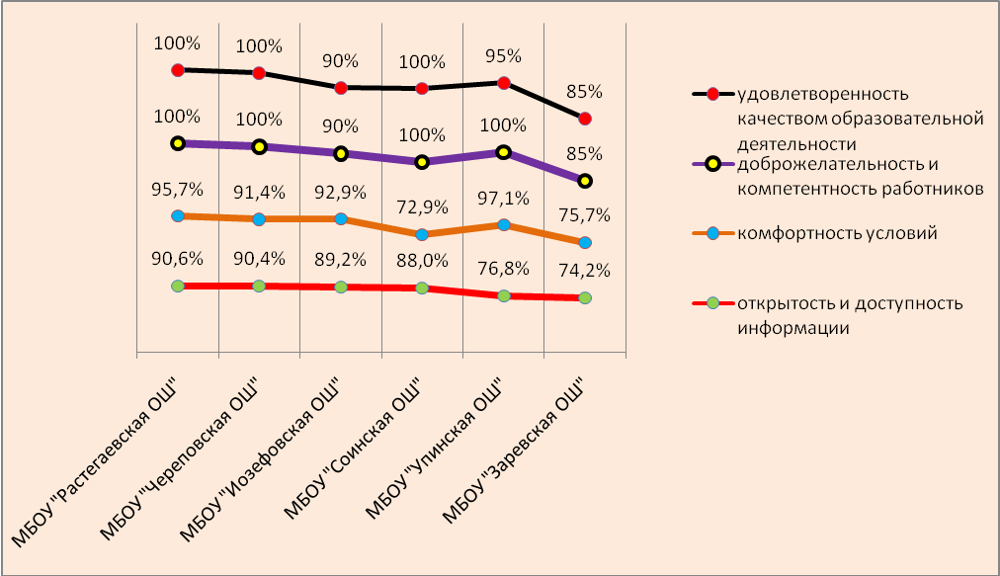 100% 100% 90% 100% 95% 85%
100% 100% 90% 100% 100% 85%
95,7% 91,4% 92,9% 72,9% 97,1% 75,7%
90,6% 90,4% 89,2% 88,0% 76,8% 74,2%
МБОУ "Растегаевская ОШ"
МБОУ "Череповская ОШ"
МБОУ "Иозефовская ОШ"
МБОУ "Соинская ОШ"
МБОУ "Упинская ОШ"
МБОУ "Заревская ОШ"
удовлетворенность
качеством образовательной
деятельности
доброжелательность и
компетентность работников
комфортность условий
открытость и доступность
информации